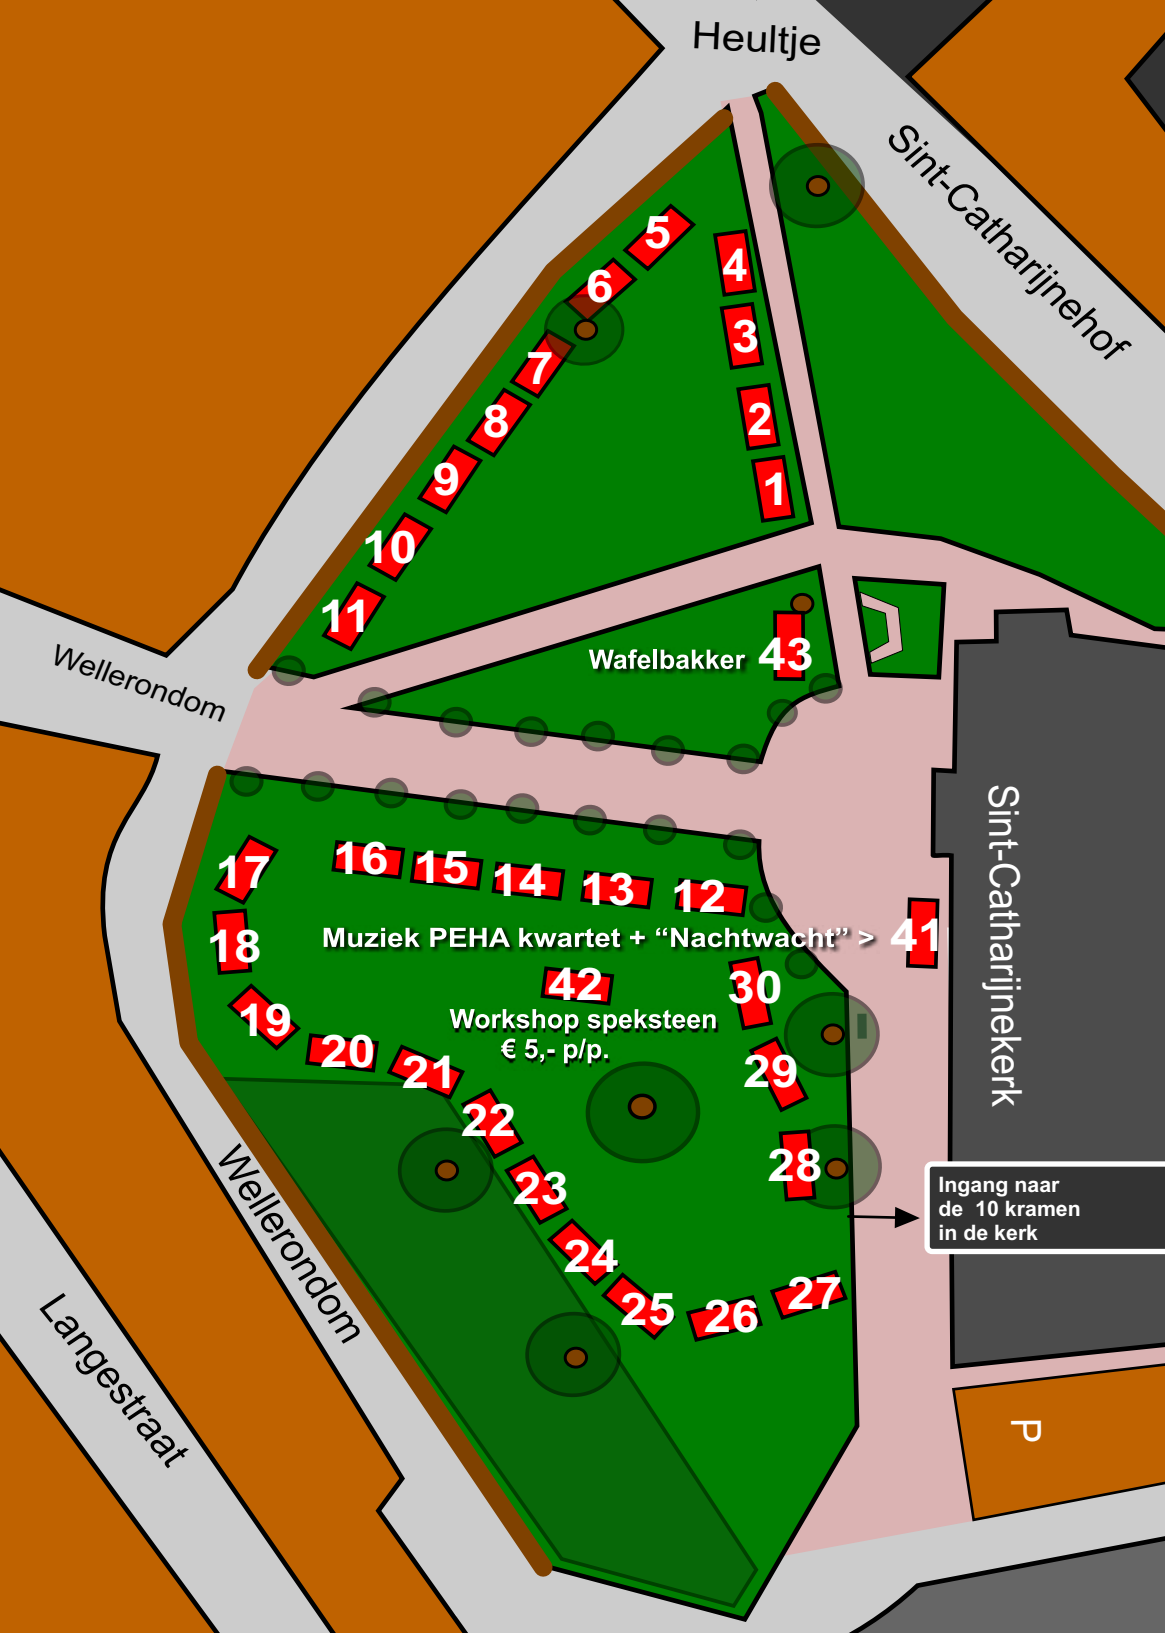 Heultje
Sint-Catharijnehof
5
4
6
3
7
2
8
9
1
10
11
Wellerondom
Wafelbakker 43
Sint-Catharijnekerk
17
16
15
14
13
12
18
Muziek PEHA kwartet + “Nachtwacht” > 41
42
30
19
Workshop speksteen
€ 5,- p/p.
20
21
29
22
28
23
Wellerondom
Ingang naar
de 10 kramen
in de kerk
24
25
26
27
Langestraat
P